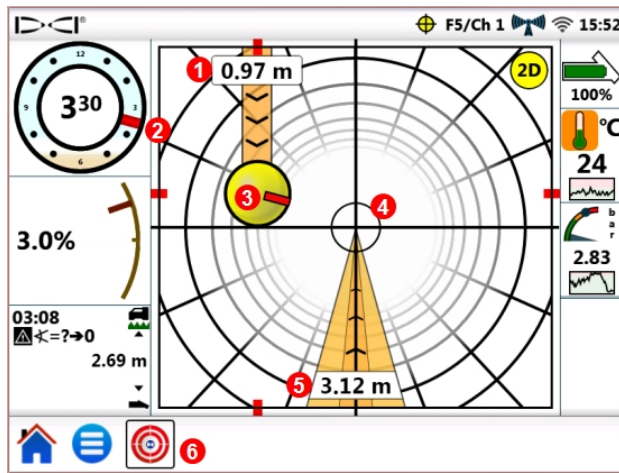 DCI®
F5/Ch 1
15:52
12
3
6
9
3³⁰
3.0%
03:08
=?→0
2.69 m
1
0.97 m
2D
2
3
4
5
3.12 m
6
100%
°C
24
bar
2.83